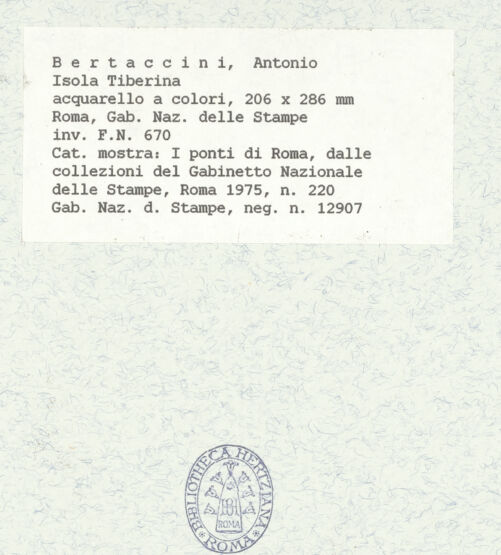 B e r t a c c i n i, Antonio
Isola Tiberina
acquarello a colori, 206 x 286 mm
Roma, Gab. Naz. delle Stampe
inv. F.N. 670
Cat. mostra: I ponti di Roma, dalle
collezioni del Gabinetto Nazionale
delle Stampe, Roma 1975, n. 220
Gab. Naz. d. Stampe, neg. n. 12907
BIBLIOTHECA HERTZIANA
ROMA
* ROMA *